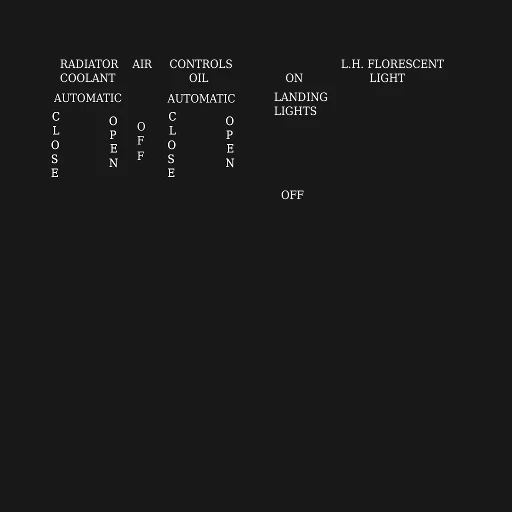 RADIATOR AIR CONTROLS
COOLANT OIL
AUTOMATIC
CLOSE
OPEN
OFF
AUTOMATIC
CLOSE
OPEN
ON
LANDING
LIGHTS
OFF
L.H. FLORESCENT
LIGHT